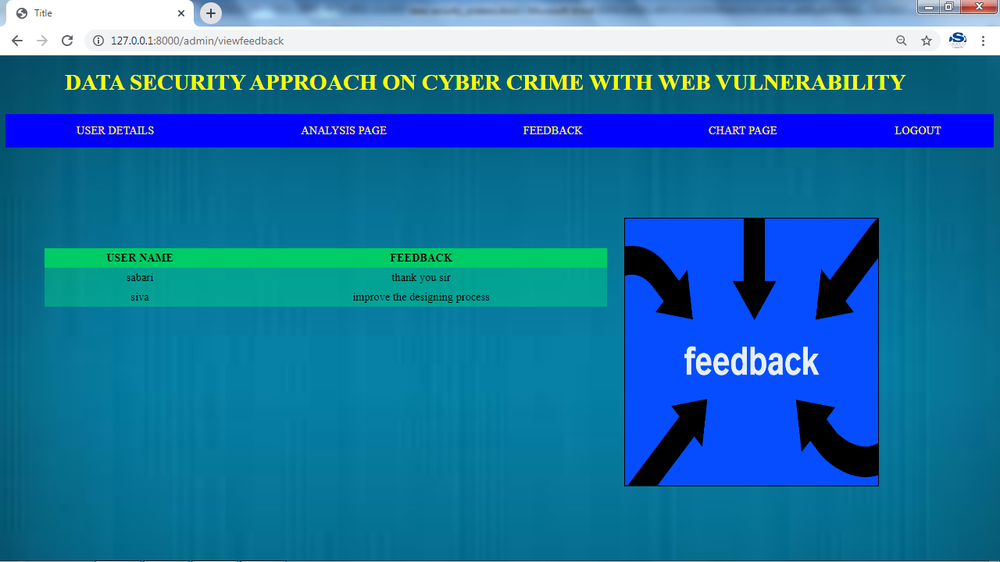 Title
127.0.0.1:8000/admin/viewfeedback
DATA SECURITY APPROACH ON CYBER CRIME WITH WEB VULNERABILITY
USER DETAILS ANALYSIS PAGE FEEDBACK CHART PAGE LOGOUT
USER NAME FEEDBACK
sabari thank you sir
siva improve the designing process
feedback